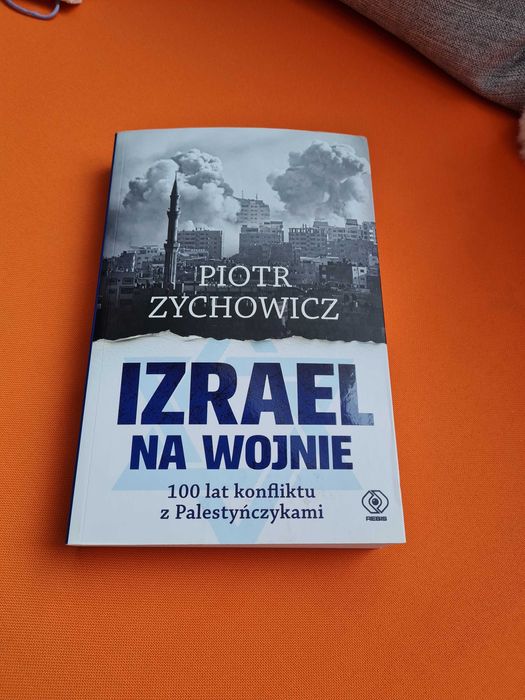 PIOTR
ZYCHOWICZ
IZRAEL
NA WOJNIE
100 lat konfliktu
z Palestyńczykami
REBIS